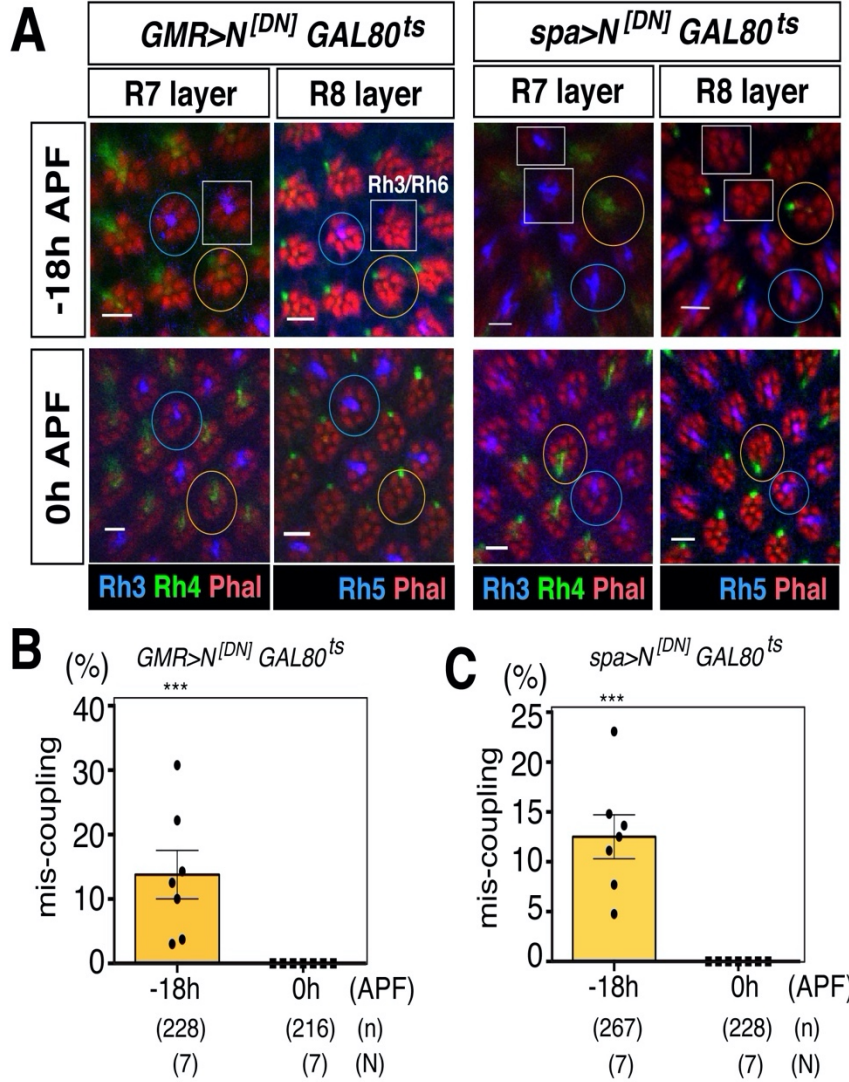 A
GMR>N[DN] GAL80ts
spa>N[DN] GAL80ts
R7 layer
R8 layer
R7 layer
R8 layer
-18h APF
Rh3/Rh6
0h APF
Rh3 Rh4 Phal
Rh5 Phal
Rh3 Rh4 Phal
Rh5 Phal
B
(%)
GMR>N[DN] GAL80ts
***
mis-coupling
40
30
20
10
0
-18h
0h
(APF)
(228)
(216)
(n)
(7)
(7)
(N)
C
(%)
spa>N[DN] GAL80ts
***
mis-coupling
25
20
15
10
5
0
-18h
0h
(APF)
(267)
(228)
(n)
(7)
(7)
(N)